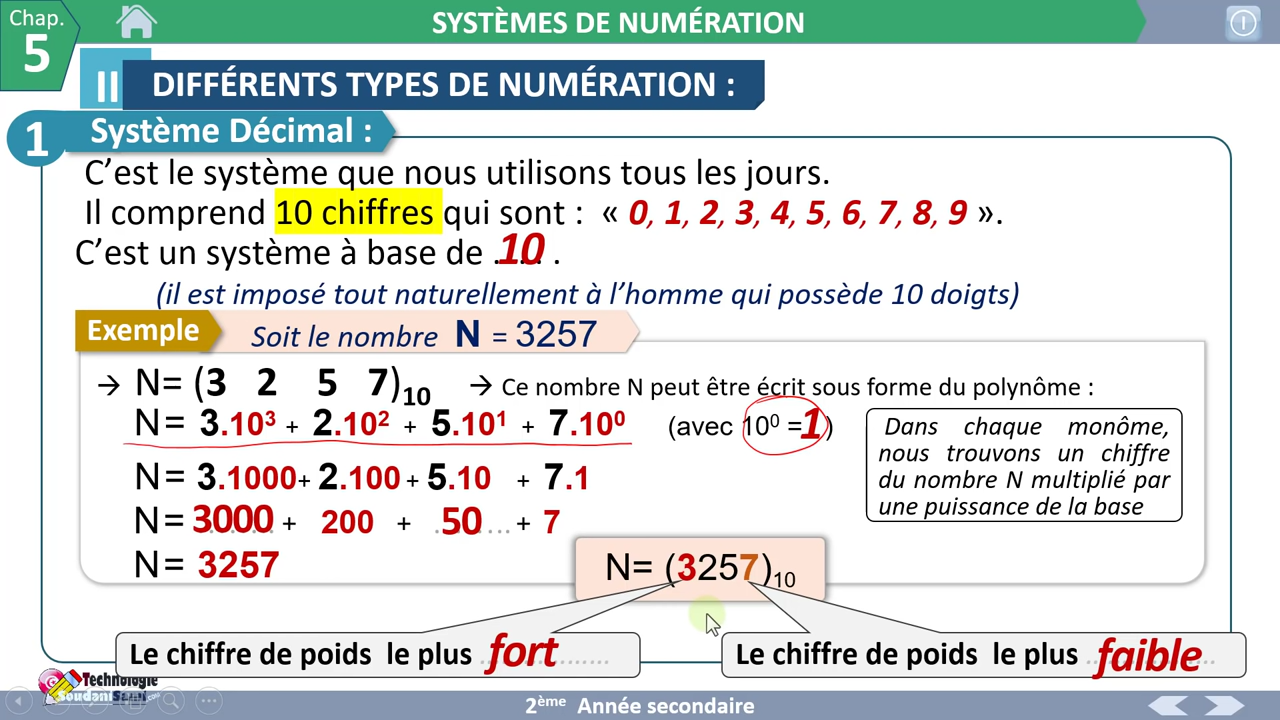 Chap.
5
SYSTÈMES DE NUMÉRATION
II DIFFÉRENTS TYPES DE NUMÉRATION :
1 Système Décimal :
C’est le système que nous utilisons tous les jours.
Il comprend 10 chiffres qui sont : « 0, 1, 2, 3, 4, 5, 6, 7, 8, 9 ».
C’est un système à base de 10 .
(il est imposé tout naturellement à l’homme qui possède 10 doigts)
Exemple Soit le nombre N = 3257
→ N= (3 2 5 7)₁₀ → Ce nombre N peut être écrit sous forme du polynôme :
N= 3.10³ + 2.10² + 5.10¹ + 7.10⁰ (avec 10⁰ =1)
N= 3.1000+ 2.100 + 5.10 + 7.1
N= 3000 + 200 + 50 + 7
N= 3257
Dans chaque monôme,
nous trouvons un chiffre
du nombre N multiplié par
une puissance de la base
N= (3257)₁₀
Le chiffre de poids le plus fort
Le chiffre de poids le plus faible
Technologie
SoudaniSami
2ème Année secondaire